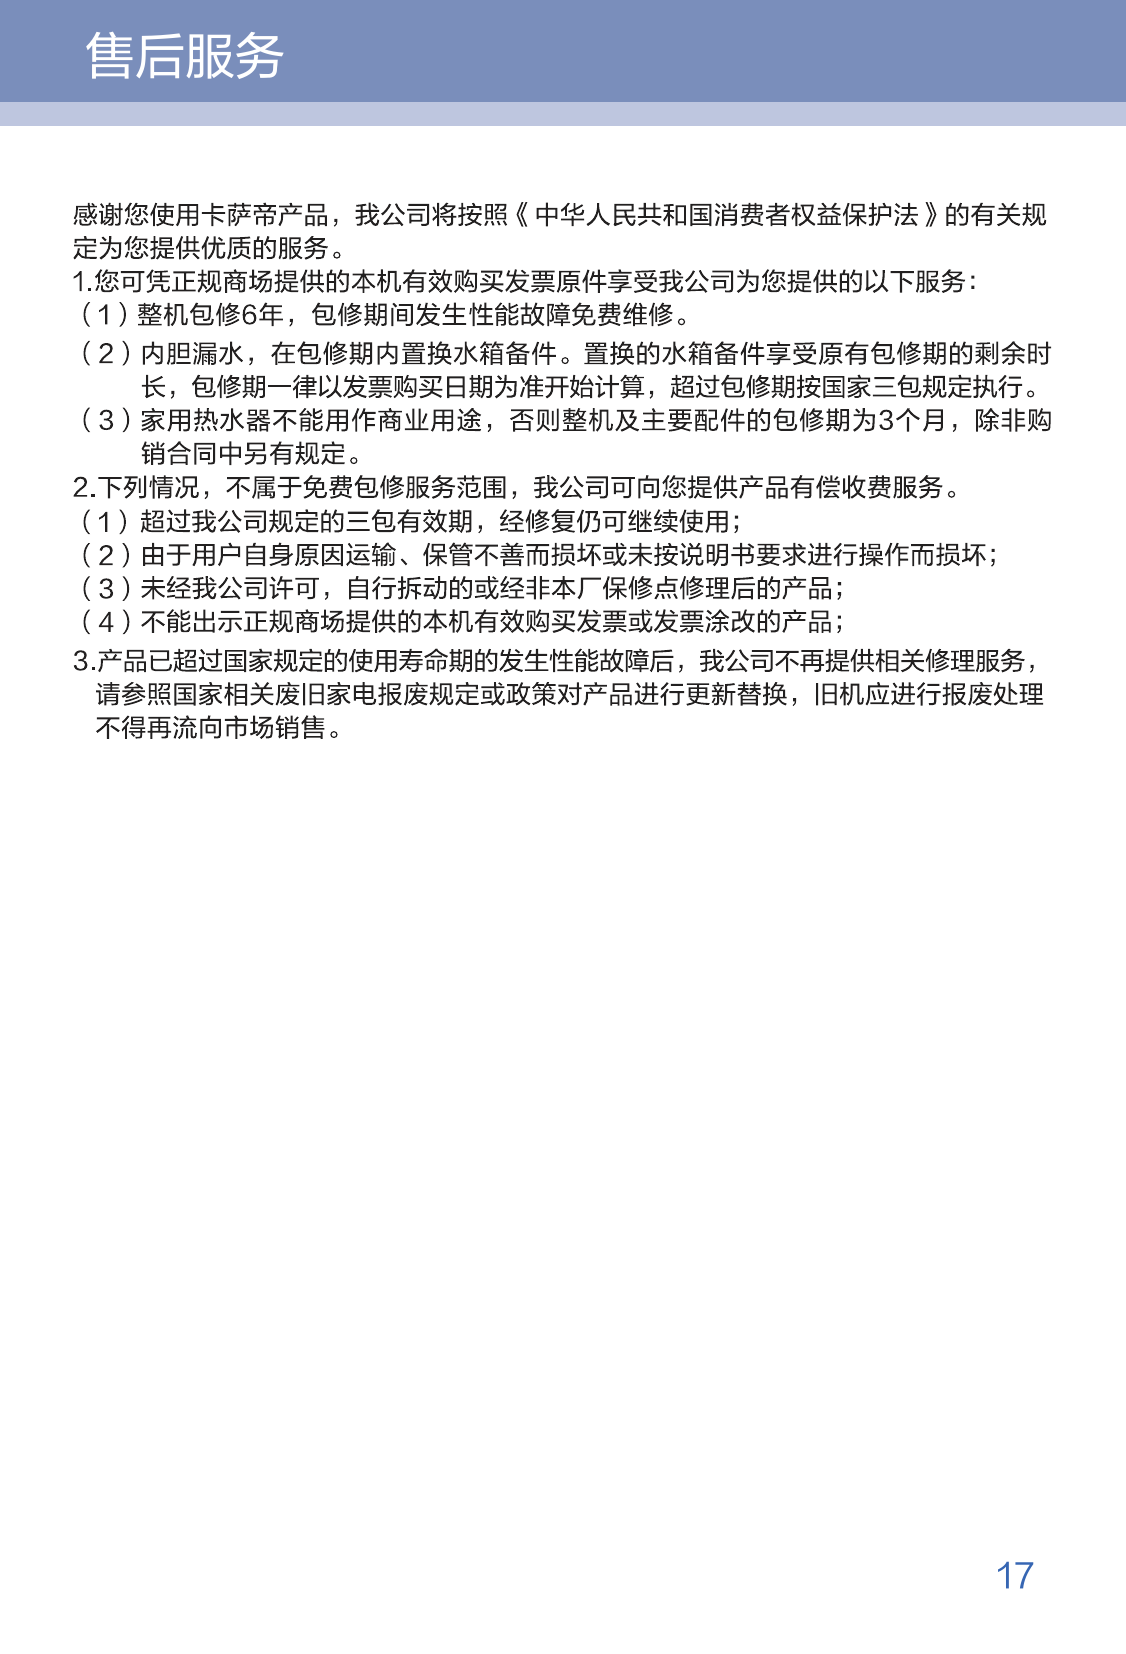 售后服务
感谢您使用卡萨帝产品，我公司将按照《中华人民共和国消费者权益保护法》的有关规
定为您提供优质的服务。
1.您可凭正规商场提供的本机有效购买发票原件享受我公司为您提供的以下服务：
（1）整机包修6年，包修期间发生性能故障免费维修。
（2）内胆漏水，在包修期内置换水箱备件。置换的水箱备件享受原有包修期的剩余时
长，包修期一律以发票购买日期为准开始计算，超过包修期按国家三包规定执行。
（3）家用热水器不能用作商业用途，否则整机及主要配件的包修期为3个月，除非购
销合同中另有规定。
2.下列情况，不属于免费包修服务范围，我公司可向您提供产品有偿收费服务。
（1）超过我公司规定的三包有效期，经修复仍可继续使用；
（2）由于用户自身原因运输、保管不善而损坏或未按说明书要求进行操作而损坏；
（3）未经我公司许可，自行拆动的或经非本厂保修点修理后的产品；
（4）不能出示正规商场提供的本机有效购买发票或发票涂改的产品；
3.产品已超过国家规定的使用寿命期的发生性能故障后，我公司不再提供相关修理服务，
请参照国家相关废旧家电报废规定或政策对产品进行更新替换，旧机应进行报废处理
不得再流向市场销售。
17